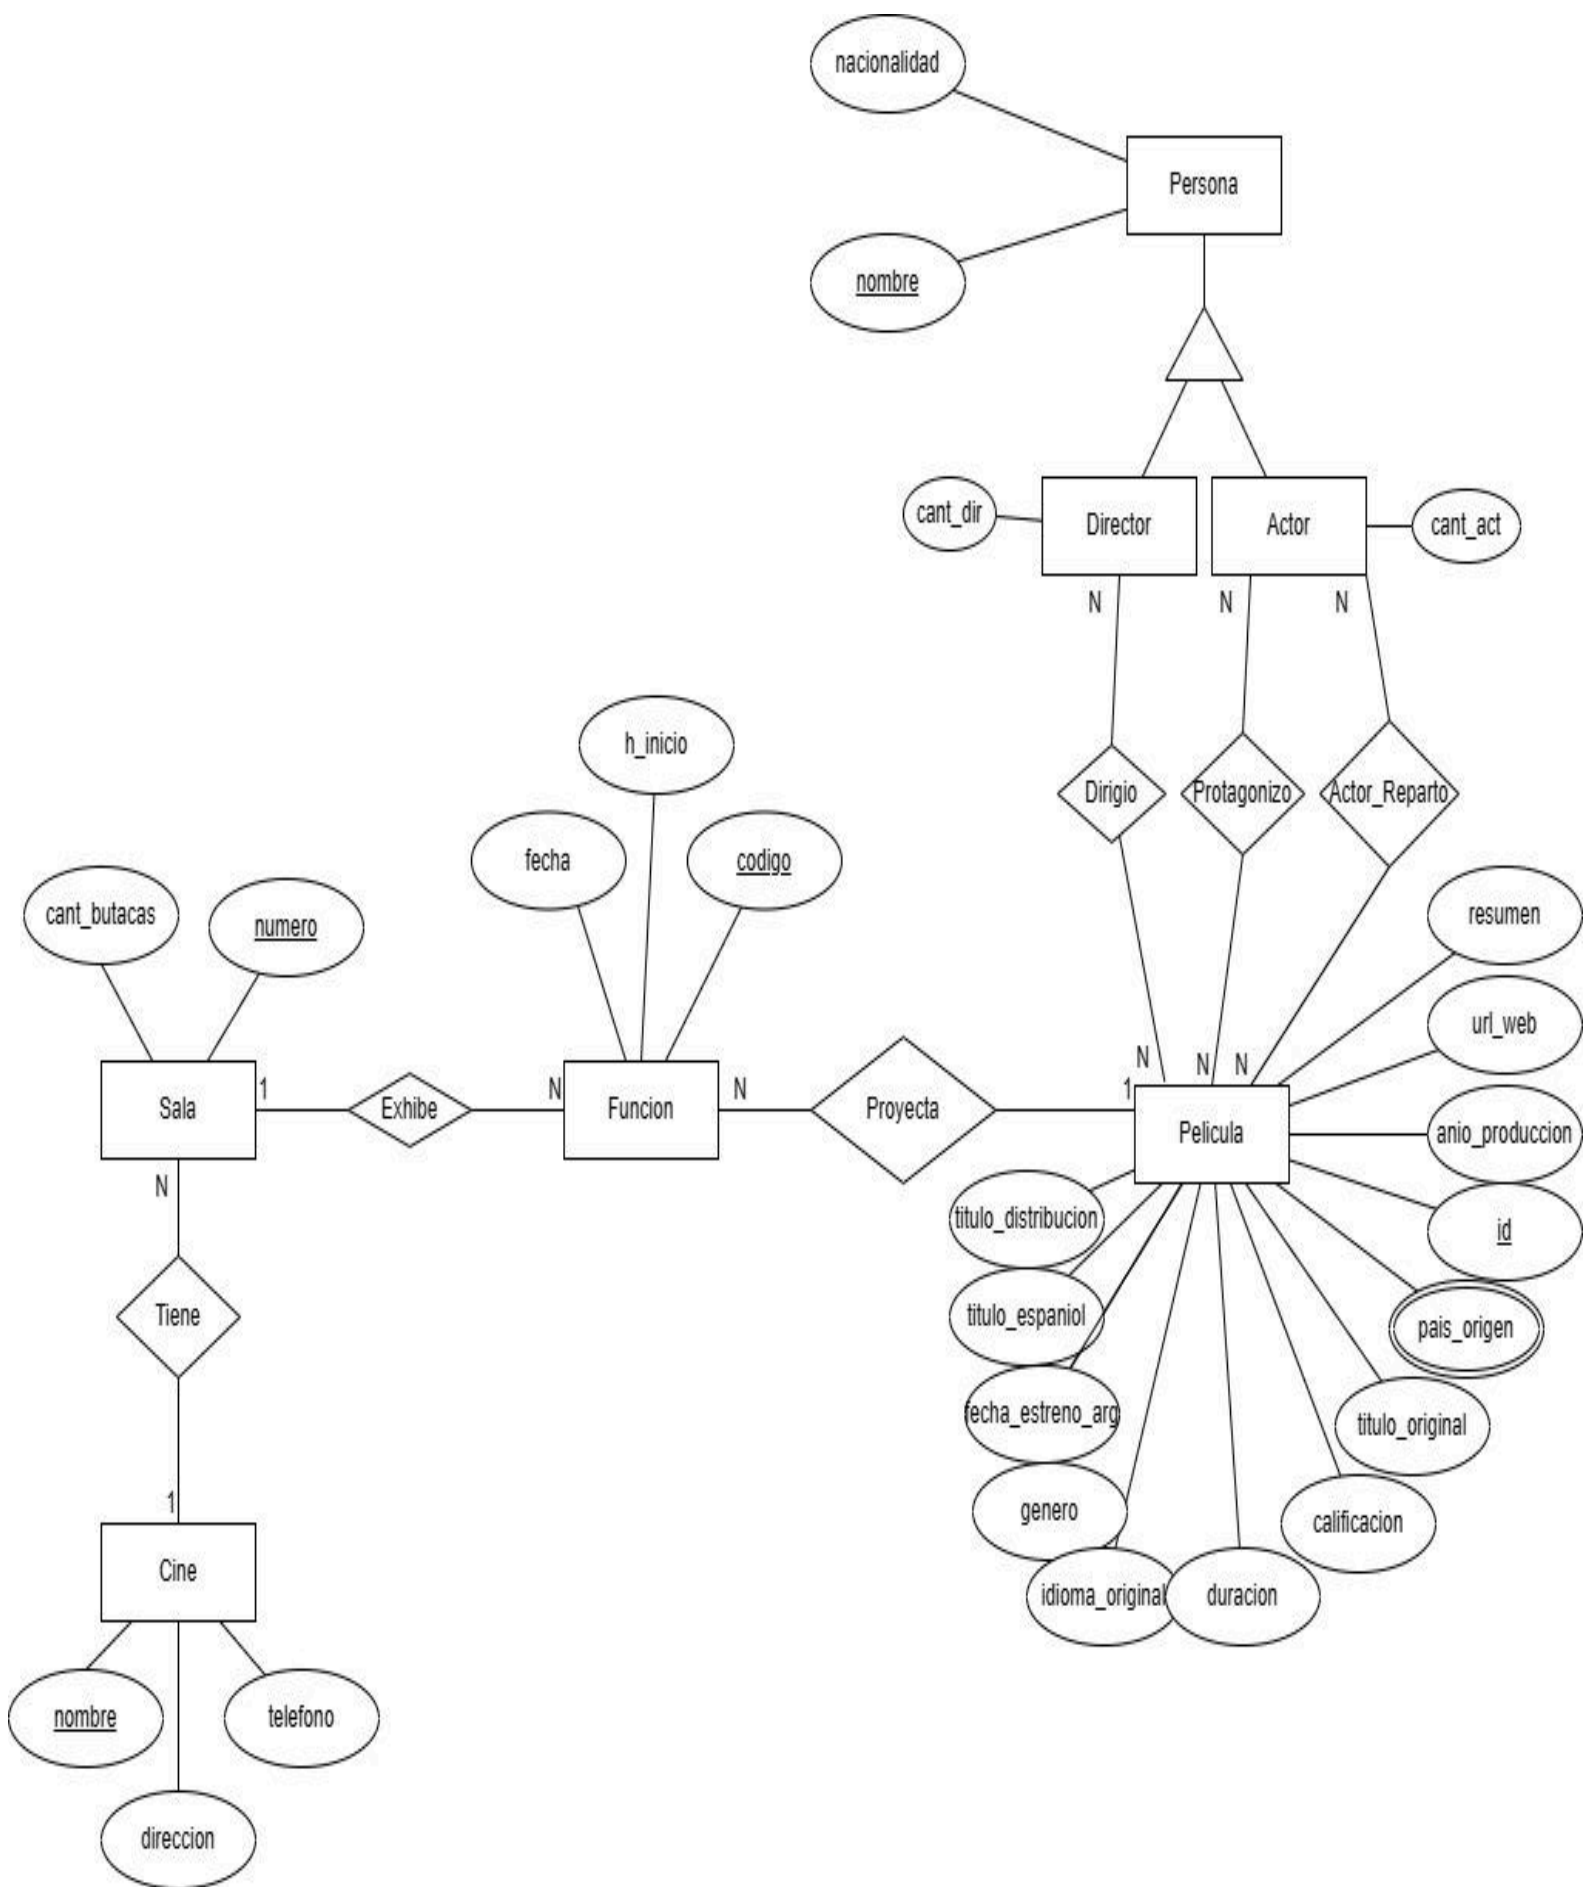 nacionalidad
Persona
nombre
cant_dir
Director
Actor
cant_act
N
N
N
h_inicio
Dirigio
Protagonizo
Actor_Reparto
fecha
codigo
cant_butacas
numero
resumen
url_web
N
N
N
1
N
N
1
Sala
Exhibe
Funcion
Proyecta
Pelicula
anio_produccion
N
titulo_distribucion
id
Tiene
titulo_espaniol
pais_origen
fecha_estreno_arg
titulo_original
1
genero
calificacion
Cine
idioma_original
duracion
nombre
telefono
direccion